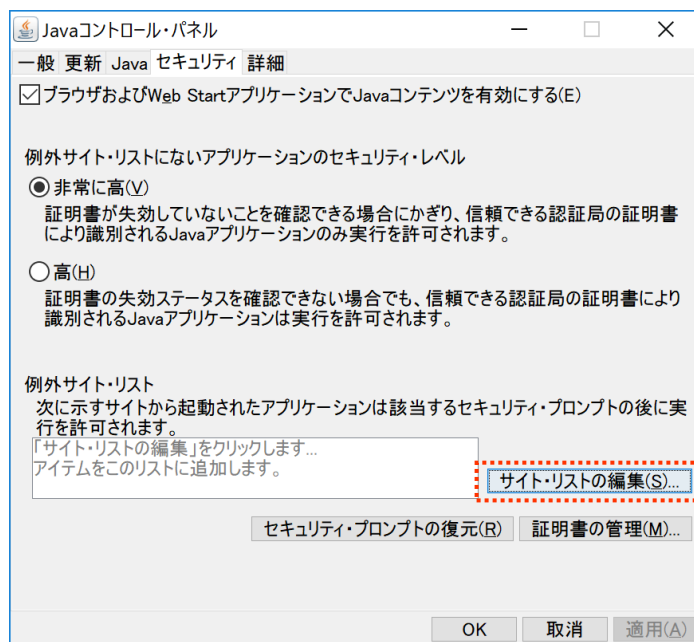 Javaコントロール・パネル
一般 更新 Java セキュリティ 詳細
ブラウザおよびWeb StartアプリケーションでJavaコンテンツを有効にする(E)
例外サイト・リストにないアプリケーションのセキュリティ・レベル
非常に高(V)
証明書が失効していないことを確認できる場合にかぎり、信頼できる認証局の証明書
により識別されるJavaアプリケーションのみ実行を許可されます。
高(H)
証明書の失効ステータスを確認できない場合でも、信頼できる認証局の証明書により
識別されるJavaアプリケーションは実行を許可されます。
例外サイト・リスト
次に示すサイトから起動されたアプリケーションは該当するセキュリティ・プロンプトの後に実
行を許可されます。
「サイト・リストの編集」をクリックします...
アイテムをこのリストに追加します。
サイト・リストの編集(S)...
セキュリティ・プロンプトの復元(R) 証明書の管理(M)...
OK 取消 適用(A)